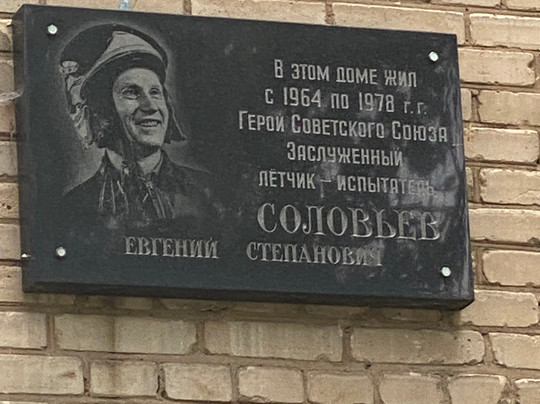 В ЭТОМ ДОМЕ ЖИЛ
С 1964 ПО 1978 Г.Г.
ГЕРОЙ СОВЕТСКОГО СОЮЗА
ЗАСЛУЖЕННЫЙ
ЛЁТЧИК – ИСПЫТАТЕЛЬ
СОЛОВЬЕВ
ЕВГЕНИЙ СТЕПАНОВИЧ